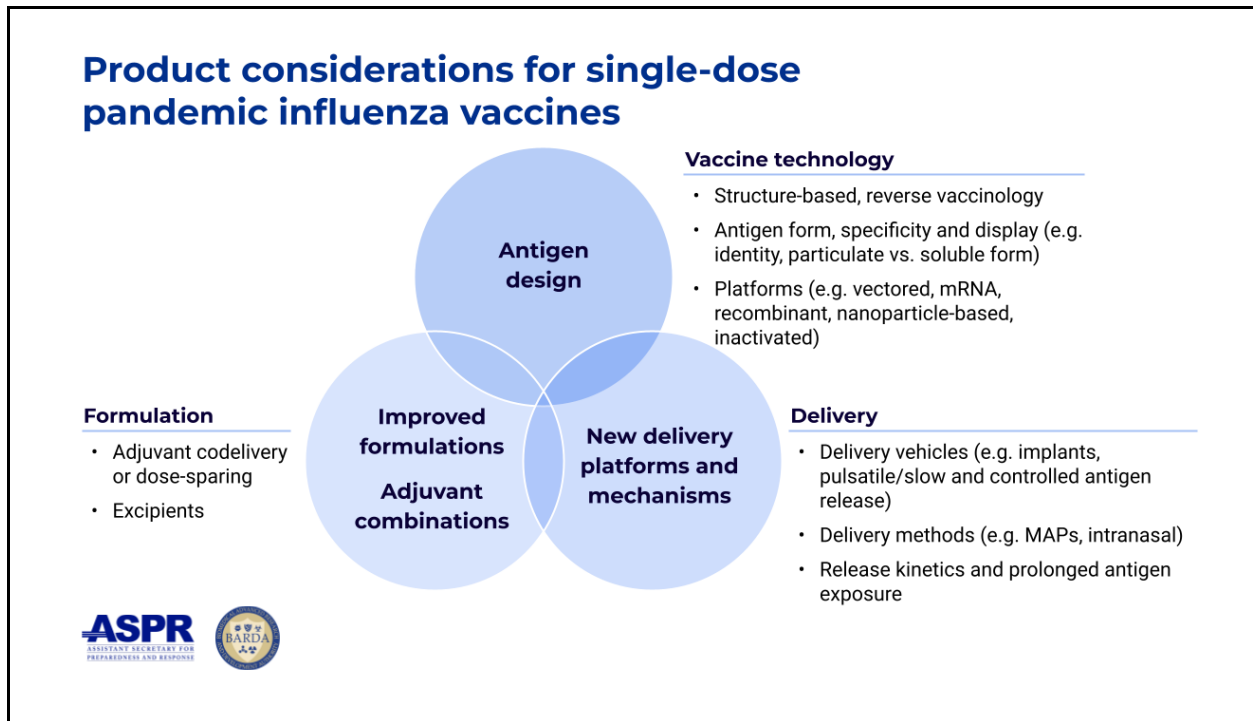 Product considerations for single-dose
pandemic influenza vaccines
Antigen
design
Vaccine technology
• Structure-based, reverse vaccinology
• Antigen form, specificity and display (e.g.
identity, particulate vs. soluble form)
• Platforms (e.g. vectored, mRNA,
recombinant, nanoparticle-based,
inactivated)
Formulation
• Adjuvant codelivery
or dose-sparing
• Excipients
Improved
formulations
Adjuvant
combinations
New delivery
platforms and
mechanisms
Delivery
• Delivery vehicles (e.g. implants,
pulsatile/slow and controlled antigen
release)
• Delivery methods (e.g. MAPs, intranasal)
• Release kinetics and prolonged antigen
exposure
ASPR
ASSISTANT SECRETARY FOR
PREPAREDNESS AND RESPONSE
BARDA